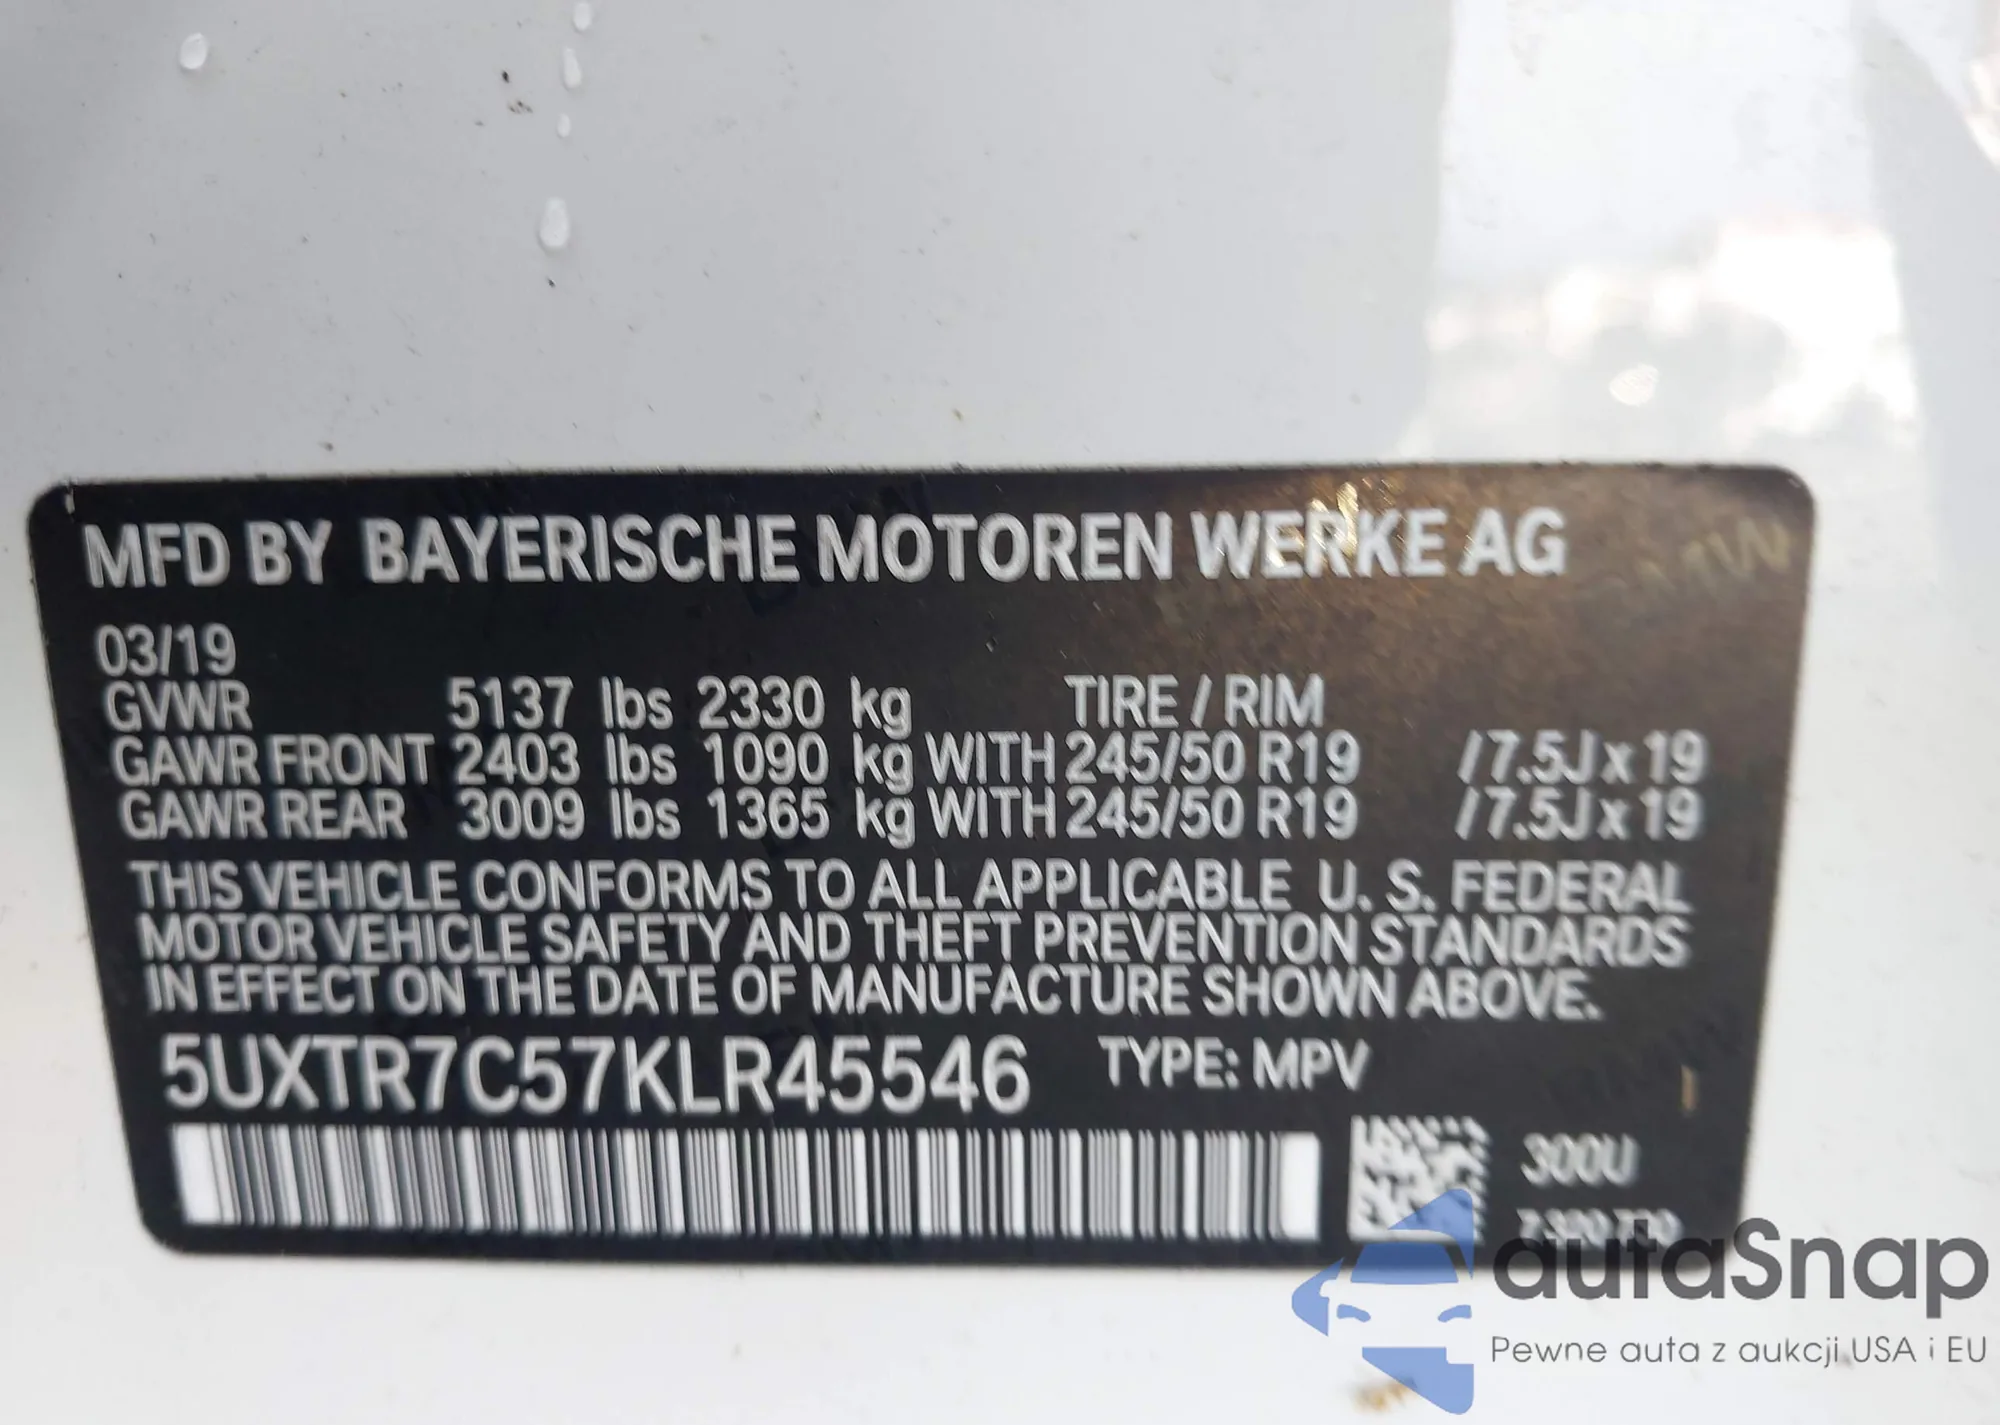 MFD BY BAYERISCHE MOTOREN WERKE AG
03/19
GVWR 5137 lbs 2330 kg TIRE / RIM
GAWR FRONT 2403 lbs 1090 kg WITH 245/50 R19 / 7.5J x 19
GAWR REAR 3009 lbs 1365 kg WITH 245/50 R19 / 7.5J x 19
THIS VEHICLE CONFORMS TO ALL APPLICABLE U. S. FEDERAL
MOTOR VEHICLE SAFETY AND THEFT PREVENTION STANDARDS
IN EFFECT ON THE DATE OF MANUFACTURE SHOWN ABOVE.
5UXTR7C57KLR45546 TYPE: MPV
300U
autaSnap
Pewne auta z aukcji USA i EU